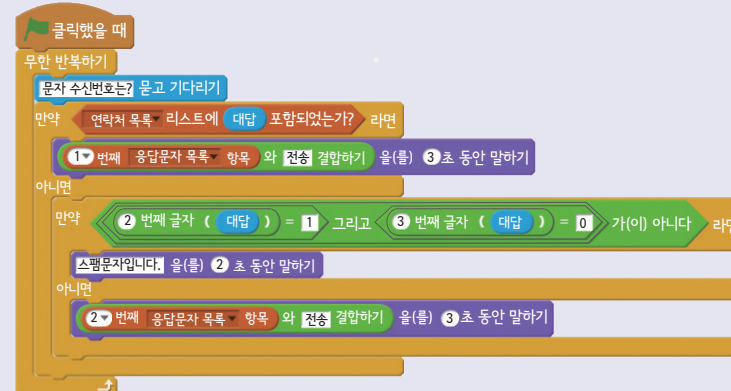 클릭했을 때
무한 반복하기
문자 수신번호는? 묻고 기다리기
만약 연락처 목록 리스트에 대답 포함되었는가? 라면
1 번째 응답문자 목록 항목 와 전송 결합하기 을(를) 3 초 동안 말하기
아니면
만약 2 번째 글자 ( 대답 ) = 1 그리고 3 번째 글자 ( 대답 ) = 0 가(이) 아니다 라면
스팸문자입니다. 을(를) 2 초 동안 말하기
아니면
2 번째 응답문자 목록 항목 와 전송 결합하기 을(를) 3 초 동안 말하기